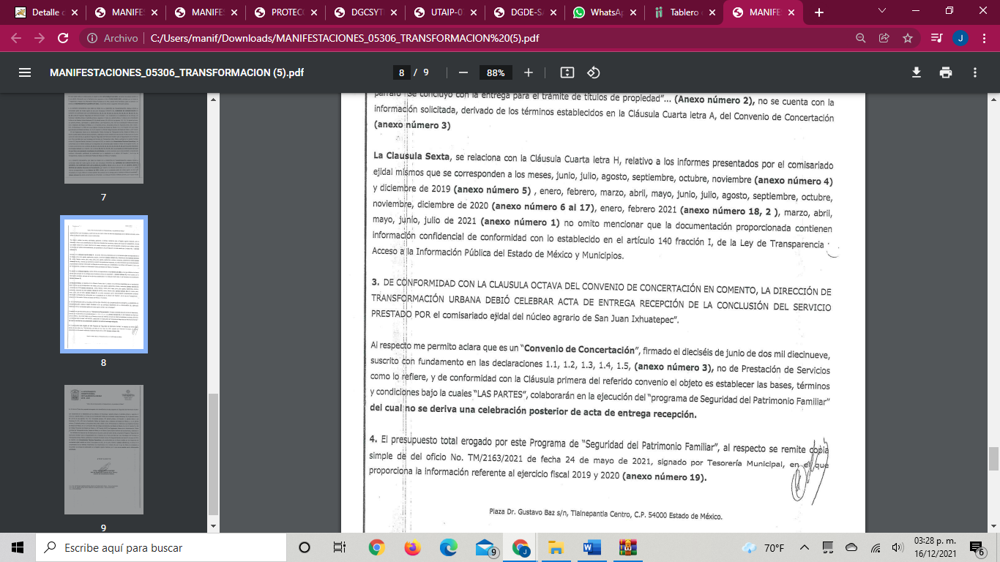 Detalle
MANIFES
MANIFES
PROTECC
DGCSYT
UTAIP-0
DGDE-S
WhatsAp
Tablero
MANIFES
Archivo
C:/Users/manif/Downloads/MANIFESTACIONES_05306_TRANSFORMACION%20(5).pdf
J
MANIFESTACIONES_05306_TRANSFORMACION (5).pdf
8 / 9
88%
7
8
9
párrafo "Se concluyó con la entrega para el trámite de títulos de propiedad"... (Anexo número 2), no se cuenta con la
información solicitada, derivado de los términos establecidos en la Cláusula Cuarta letra A, del Convenio de Concertación
(anexo número 3)
La Clausula Sexta, se relaciona con la Cláusula Cuarta letra H, relativo a los informes presentados por el comisariado
ejidal mismos que se corresponden a los meses, junio, julio, agosto, septiembre, octubre, noviembre (anexo número 4)
y diciembre de 2019 (anexo número 5) , enero, febrero, marzo, abril, mayo, junio, julio, agosto, septiembre, octubre,
noviembre, diciembre de 2020 (anexo número 6 al 17), enero, febrero 2021 (anexo número 18, 2 ), marzo, abril,
mayo, junio, julio de 2021 (anexo número 1) no omito mencionar que la documentación proporcionada contienen
información confidencial de conformidad con lo establecido en el artículo 140 fracción I, de la Ley de Transparencia
Acceso a la Información Pública del Estado de México y Municipios.
3. DE CONFORMIDAD CON LA CLAUSULA OCTAVA DEL CONVENIO DE CONCERTACIÓN EN COMENTO, LA DIRECCIÓN DE
TRANSFORMACIÓN URBANA DEBIÓ CELEBRAR ACTA DE ENTREGA RECEPCIÓN DE LA CONCLUSIÓN DEL SERVICIO
PRESTADO POR el comisariado ejidal del núcleo agrario de San Juan Ixhuatepec".
Al respecto me permito aclara que es un "Convenio de Concertación", firmado el dieciséis de junio de dos mil diecinueve,
suscrito con fundamento en las declaraciones 1.1, 1.2, 1.3, 1.4, 1.5, (anexo número 3), no de Prestación de Servicios
como lo refiere, y de conformidad con la Cláusula primera del referido convenio el objeto es establecer las bases, términos
y condiciones bajo la cuales "LAS PARTES", colaborarán en la ejecución del "programa de Seguridad del Patrimonio Familiar"
del cual no se deriva una celebración posterior de acta de entrega recepción.
4. El presupuesto total erogado por este Programa de "Seguridad del Patrimonio Familiar", al respecto se remite copia
simple de del oficio No. TM/2163/2021 de fecha 24 de mayo de 2021, signado por Tesorería Municipal, en el que
proporciona la información referente al ejercicio fiscal 2019 y 2020 (anexo número 19).
Plaza Dr. Gustavo Baz s/n, Tlalnepantla Centro, C.P. 54000 Estado de México.
Escribe aquí para buscar
9
J
70°F
03:28 p. m.
16/12/2021
6